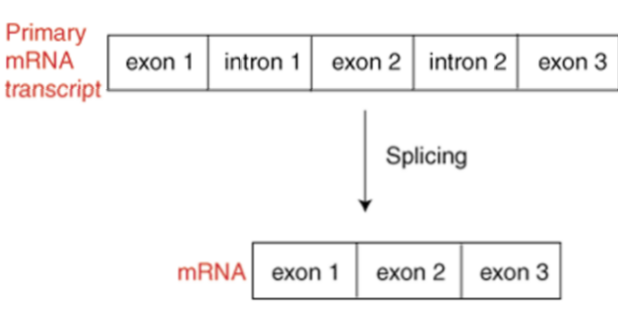 Primary
mRNA
transcript
exon 1 intron 1 exon 2 intron 2 exon 3
Splicing
mRNA exon 1 exon 2 exon 3